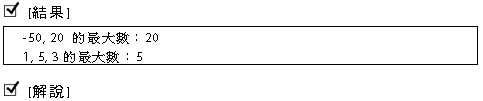 ☑ [結果]
-50, 20 的最大數：20
1, 5, 3 的最大數：5
☑ [解說]